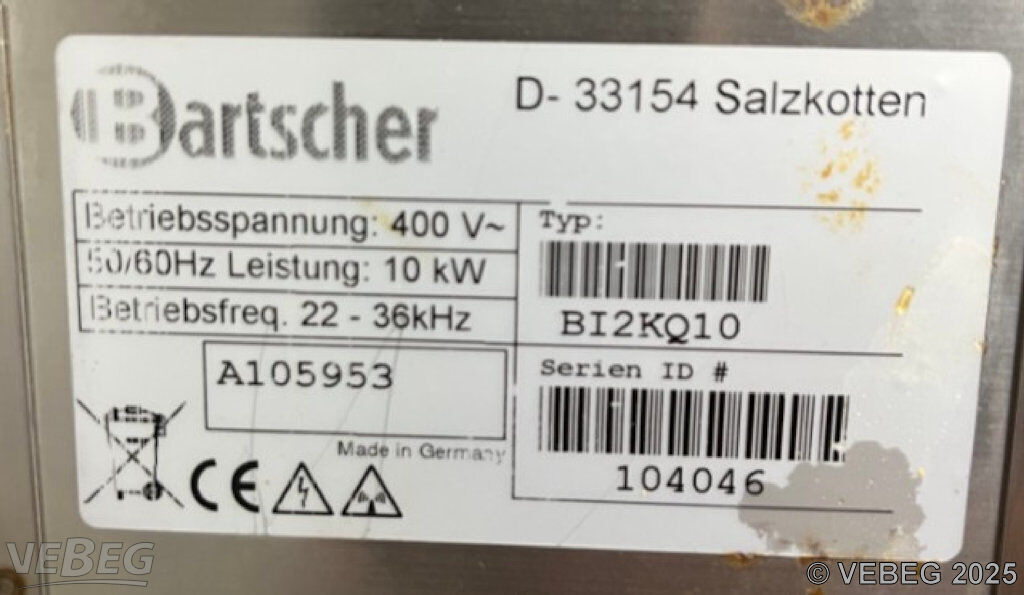 Bartscher
D- 33154 Salzkotten
Betriebsspannung: 400 V~
50/60Hz Leistung: 10 kW
Betriebsfreq. 22 - 36kHz
A105953
Made in Germany
CE
Typ:
BI2KQ10
Serien ID #
104046
VEBEG
© VEBEG 2025